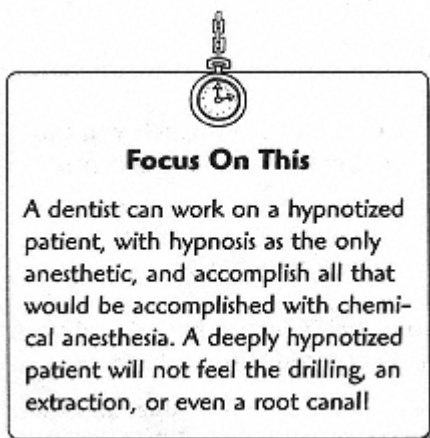 Focus On This
A dentist can work on a hypnotized
patient, with hypnosis as the only
anesthetic, and accomplish all that
would be accomplished with chemi-
cal anesthesia. A deeply hypnotized
patient will not feel the drilling, an
extraction, or even a root canal!